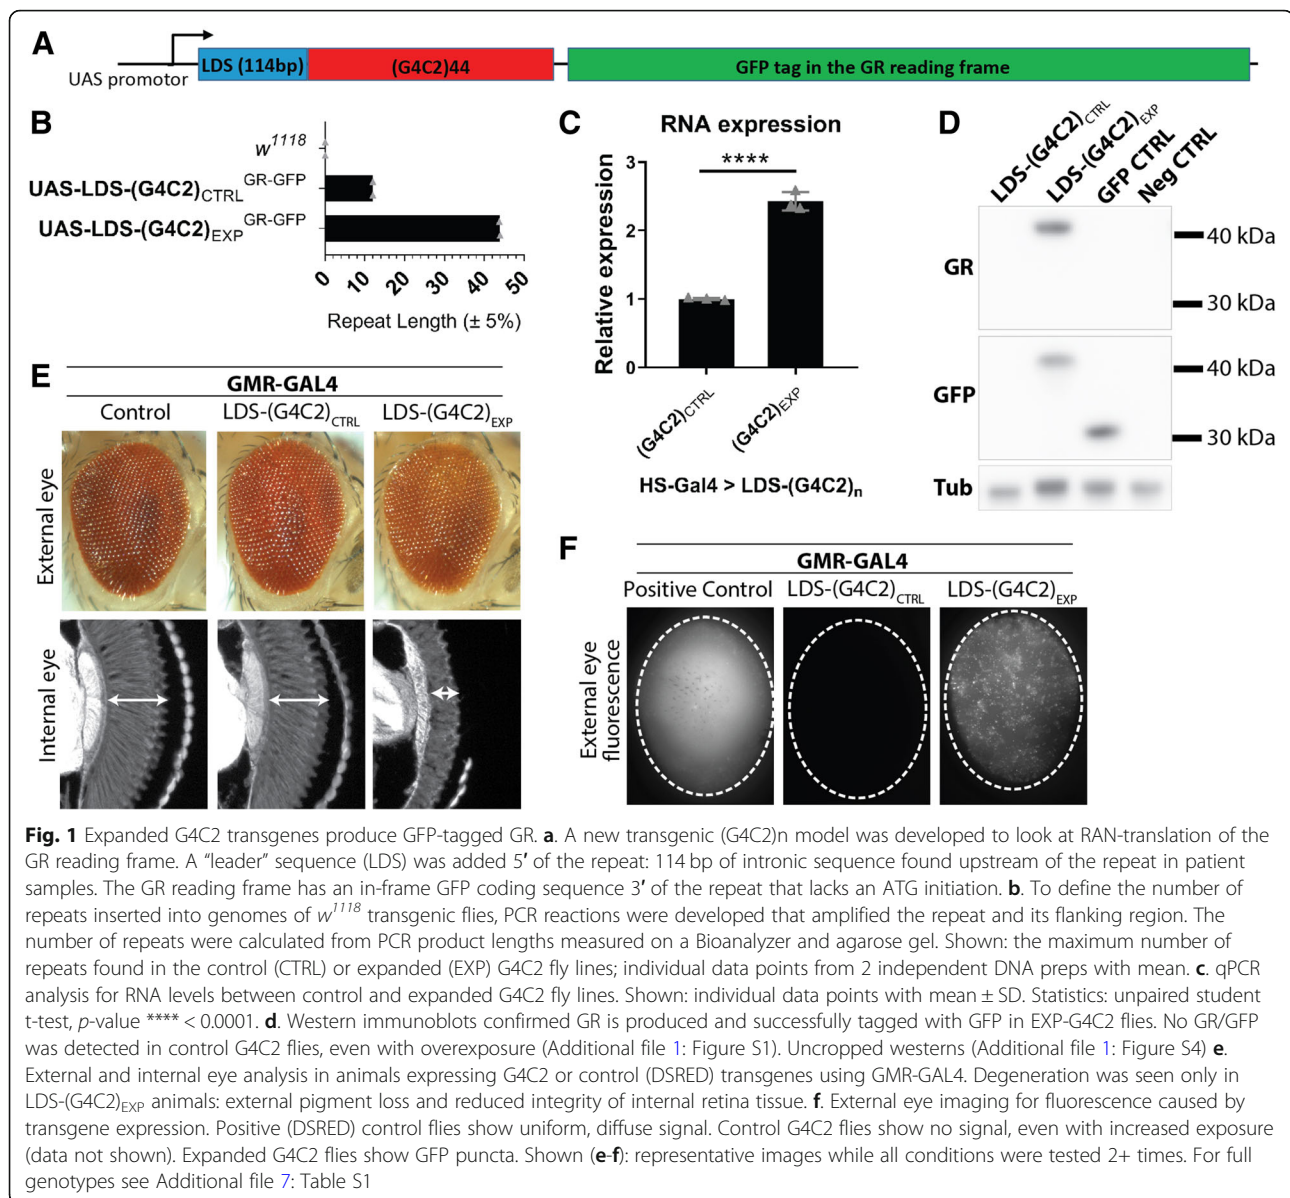 A
UAS promotor
LDS (114bp)
(G4C2)44
GFP tag in the GR reading frame
B
w1118
UAS-LDS-(G4C2)CTRL GR-GFP
UAS-LDS-(G4C2)EXP GR-GFP
0 10 20 30 40 50
Repeat Length (± 5%)
C
RNA expression
****
Relative expression
3
2
1
0
(G4C2)CTRL
(G4C2)EXP
HS-Gal4 > LDS-(G4C2)n
D
LDS-(G4C2)CTRL
LDS-(G4C2)EXP
GFP CTRL
Neg CTRL
GR
40 kDa
30 kDa
GFP
40 kDa
30 kDa
Tub
E
GMR-GAL4
Control LDS-(G4C2)CTRL LDS-(G4C2)EXP
External eye
Internal eye
F
GMR-GAL4
Positive Control LDS-(G4C2)CTRL LDS-(G4C2)EXP
External eye
fluorescence
Fig. 1 Expanded G4C2 transgenes produce GFP-tagged GR. a. A new transgenic (G4C2)n model was developed to look at RAN-translation of the
GR reading frame. A “leader” sequence (LDS) was added 5′ of the repeat: 114 bp of intronic sequence found upstream of the repeat in patient
samples. The GR reading frame has an in-frame GFP coding sequence 3′ of the repeat that lacks an ATG initiation. b. To define the number of
repeats inserted into genomes of w1118 transgenic flies, PCR reactions were developed that amplified the repeat and its flanking region. The
number of repeats were calculated from PCR product lengths measured on a Bioanalyzer and agarose gel. Shown: the maximum number of
repeats found in the control (CTRL) or expanded (EXP) G4C2 fly lines; individual data points from 2 independent DNA preps with mean. c. qPCR
analysis for RNA levels between control and expanded G4C2 fly lines. Shown: individual data points with mean ± SD. Statistics: unpaired student
t-test, p-value **** < 0.0001. d. Western immunoblots confirmed GR is produced and successfully tagged with GFP in EXP-G4C2 flies. No GR/GFP
was detected in control G4C2 flies, even with overexposure (Additional file 1: Figure S1). Uncropped westerns (Additional file 1: Figure S4) e.
External and internal eye analysis in animals expressing G4C2 or control (DSRED) transgenes using GMR-GAL4. Degeneration was seen only in
LDS-(G4C2)EXP animals: external pigment loss and reduced integrity of internal retina tissue. f. External eye imaging for fluorescence caused by
transgene expression. Positive (DSRED) control flies show uniform, diffuse signal. Control G4C2 flies show no signal, even with increased exposure
(data not shown). Expanded G4C2 flies show GFP puncta. Shown (e-f): representative images while all conditions were tested 2+ times. For full
genotypes see Additional file 7: Table S1